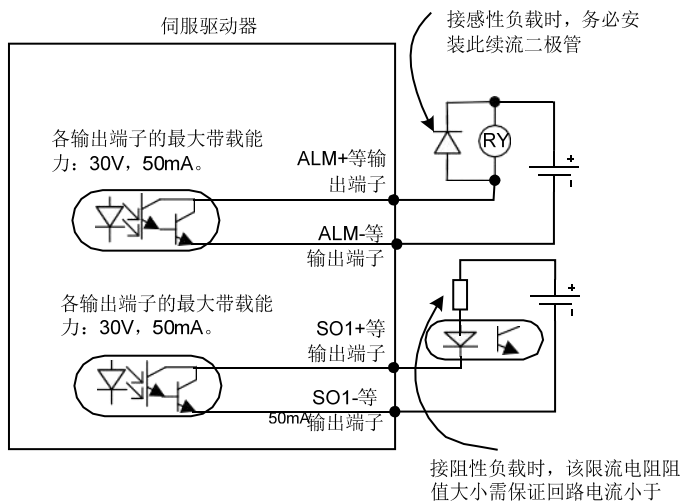 伺服驱动器
接感性负载时，务必安
装此续流二极管
各输出端子的最大带载能
力：30V，50mA。
ALM+等输
出端子
RY
+
ALM-等
输出端子
各输出端子的最大带载能
力：30V，50mA。
SO1+等
输出端子
+
SO1-等
50mA输出端子
接阻性负载时，该限流电阻阻
值大小需保证回路电流小于